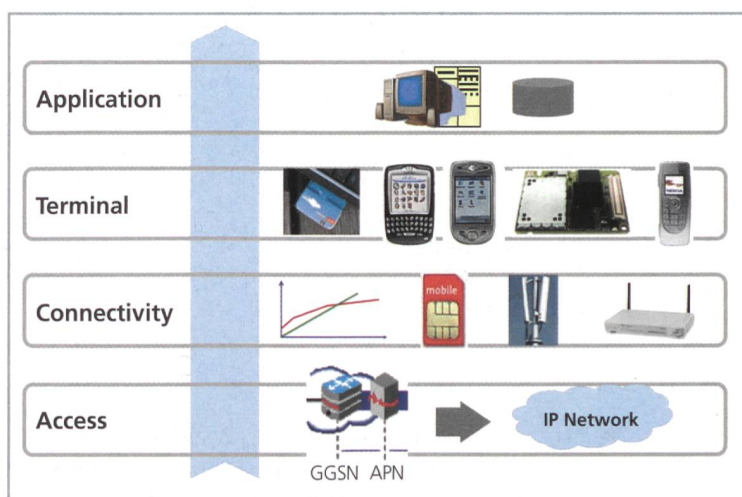 Application
Terminal
Connectivity
mobile
Access
IP Network
GGSN APN